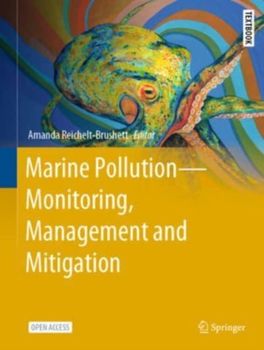 TEXTBOOK
Amanda Reichelt-Brushett Editor
Marine Pollution—
Monitoring,
Management and
Mitigation
OPEN ACCESS
Springer